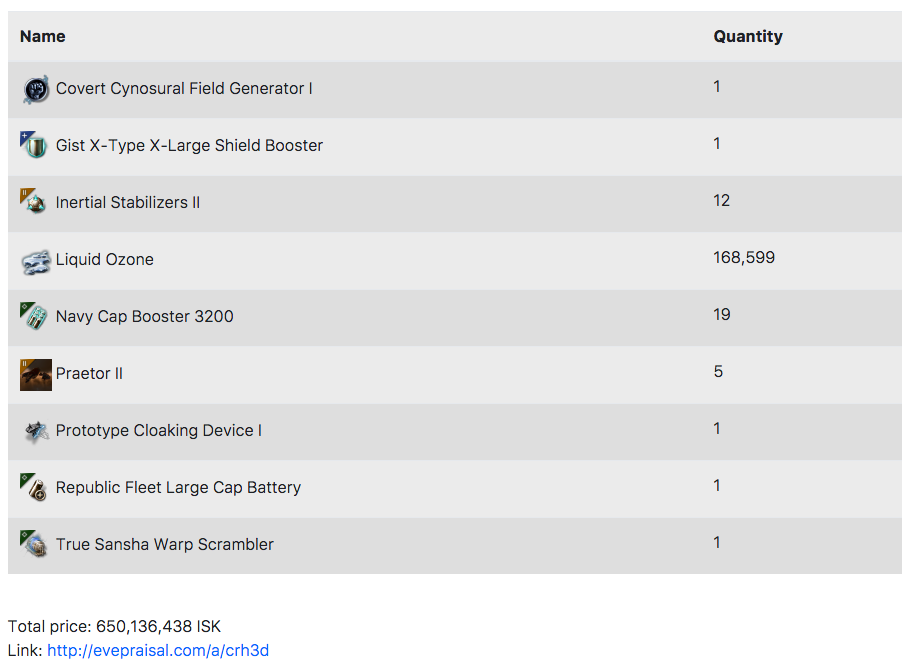 Name Quantity
Covert Cynosural Field Generator I 1
Gist X-Type X-Large Shield Booster 1
Inertial Stabilizers II 12
Liquid Ozone 168,599
Navy Cap Booster 3200 19
Praetor II 5
Prototype Cloaking Device I 1
Republic Fleet Large Cap Battery 1
True Sansha Warp Scrambler 1
Total price: 650,136,438 ISK
Link: http://evepraisal.com/a/crh3d